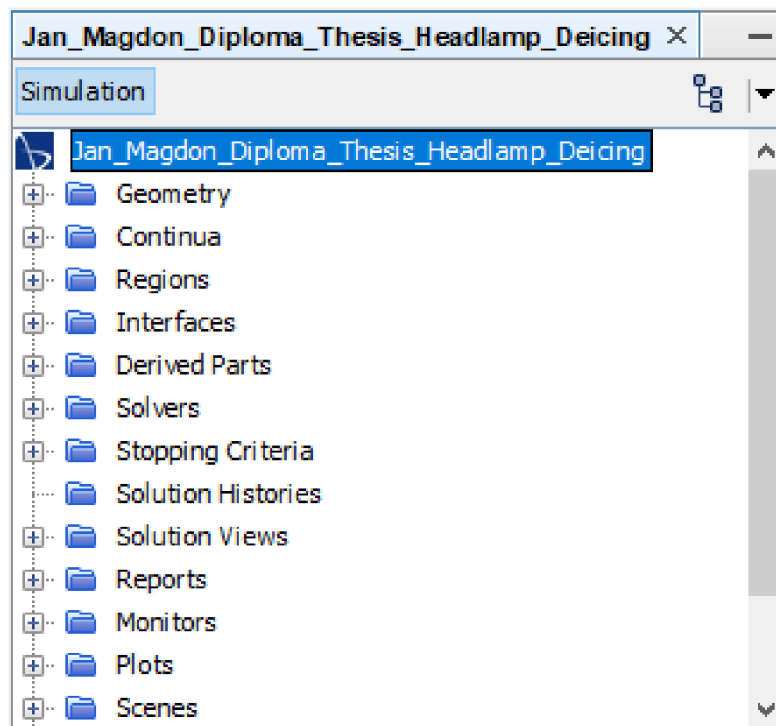 Jan_Magdon_Diploma_Thesis_Headlamp_Deicing
Simulation
Jan_Magdon_Diploma_Thesis_Headlamp_Deicing
Geometry
Continua
Regions
Interfaces
Derived Parts
Solvers
Stopping Criteria
Solution Histories
Solution Views
Reports
Monitors
Plots
Scenes